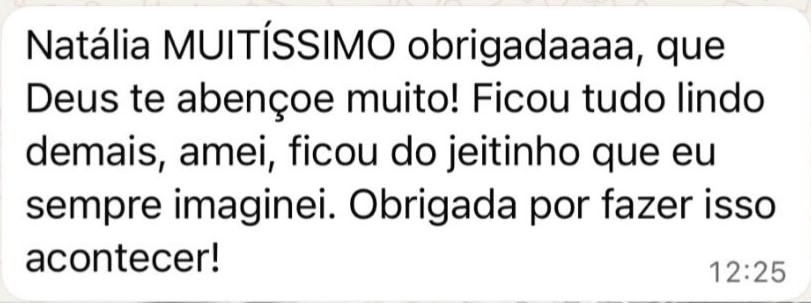 Natália MUITÍSSIMO obrigadaaaa, que
Deus te abençoe muito! Ficou tudo lindo
demais, amei, ficou do jeitinho que eu
sempre imaginei. Obrigada por fazer isso
acontecer!
12:25